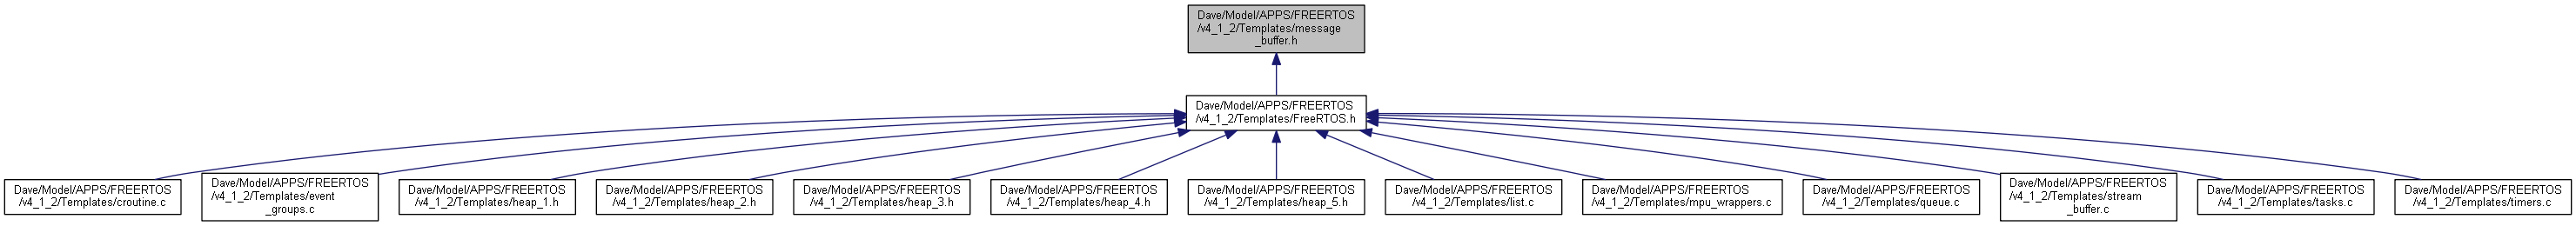 Dave/Model/APPS/FREERTOS
/v4_1_2/Templates/message
_buffer.h
Dave/Model/APPS/FREERTOS
/v4_1_2/Templates/FreeRTOS.h
Dave/Model/APPS/FREERTOS
/v4_1_2/Templates/croutine.c
Dave/Model/APPS/FREERTOS
/v4_1_2/Templates/event
_groups.c
Dave/Model/APPS/FREERTOS
/v4_1_2/Templates/heap_1.h
Dave/Model/APPS/FREERTOS
/v4_1_2/Templates/heap_2.h
Dave/Model/APPS/FREERTOS
/v4_1_2/Templates/heap_3.h
Dave/Model/APPS/FREERTOS
/v4_1_2/Templates/heap_4.h
Dave/Model/APPS/FREERTOS
/v4_1_2/Templates/heap_5.h
Dave/Model/APPS/FREERTOS
/v4_1_2/Templates/list.c
Dave/Model/APPS/FREERTOS
/v4_1_2/Templates/mpu_wrappers.c
Dave/Model/APPS/FREERTOS
/v4_1_2/Templates/queue.c
Dave/Model/APPS/FREERTOS
/v4_1_2/Templates/stream
_buffer.c
Dave/Model/APPS/FREERTOS
/v4_1_2/Templates/tasks.c
Dave/Model/APPS/FREERTOS
/v4_1_2/Templates/timers.c